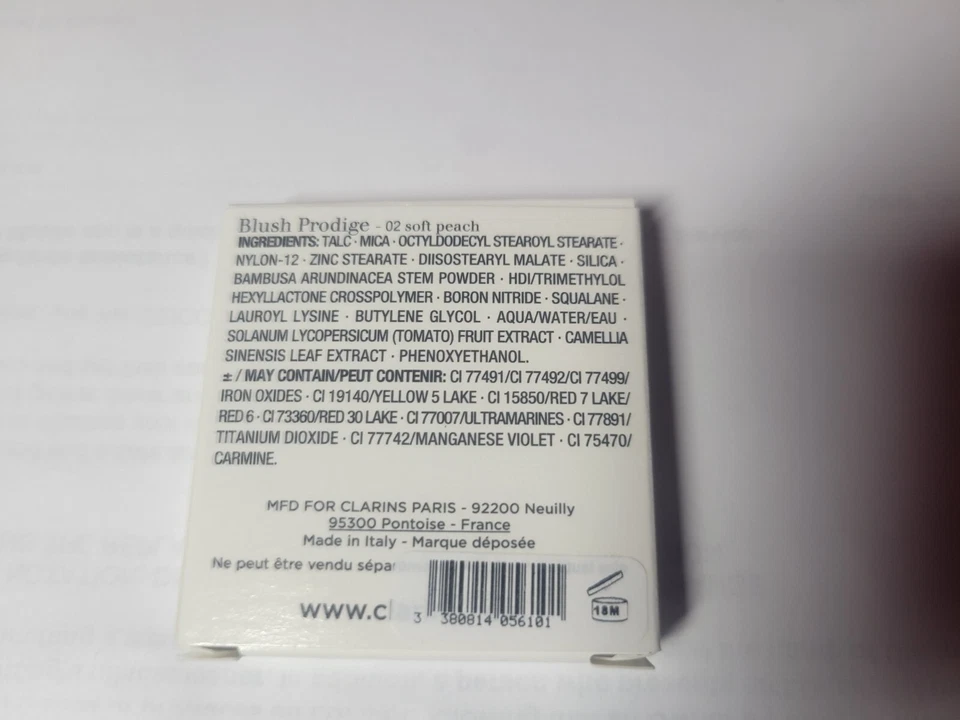 Blush Prodige - 02 soft peach
INGREDIENTS: TALC · MICA · OCTYLDODECYL STEAROYL STEARATE ·
NYLON-12 · ZINC STEARATE · DIISOSTEARYL MALATE · SILICA ·
BAMBUSA ARUNDINACEA STEM POWDER · HDI/TRIMETHYLOL
HEXYLLACTONE CROSSPOLYMER · BORON NITRIDE · SQUALANE ·
LAUROYL LYSINE · BUTYLENE GLYCOL · AQUA/WATER/EAU ·
SOLANUM LYCOPERSICUM (TOMATO) FRUIT EXTRACT · CAMELLIA
SINENSIS LEAF EXTRACT · PHENOXYETHANOL.
± / MAY CONTAIN/PEUT CONTENIR: CI 77491/CI 77492/CI 77499/
IRON OXIDES · CI 19140/YELLOW 5 LAKE · CI 15850/RED 7 LAKE/
RED 6 · CI 73360/RED 30 LAKE · CI 77007/ULTRAMARINES · CI 77891/
TITANIUM DIOXIDE · CI 77742/MANGANESE VIOLET · CI 75470/
CARMINE.
MFD FOR CLARINS PARIS - 92200 Neuilly
95300 Pontoise - France
Made in Italy - Marque déposée
Ne peut être vendu sépa
www.cl
3 380814 056101
18M